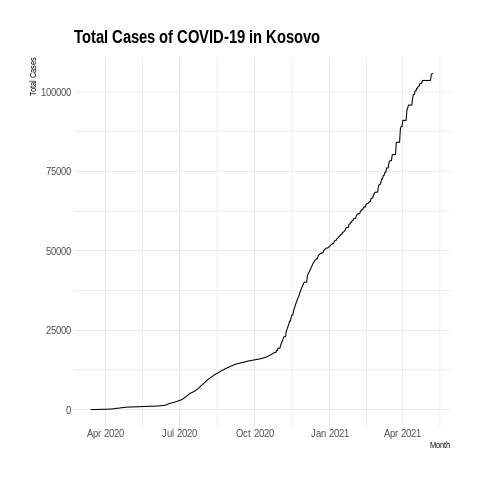 Total Cases of COVID-19 in Kosovo
Total Cases
100000
75000
50000
25000
0
Apr 2020 Jul 2020 Oct 2020 Jan 2021 Apr 2021
Month